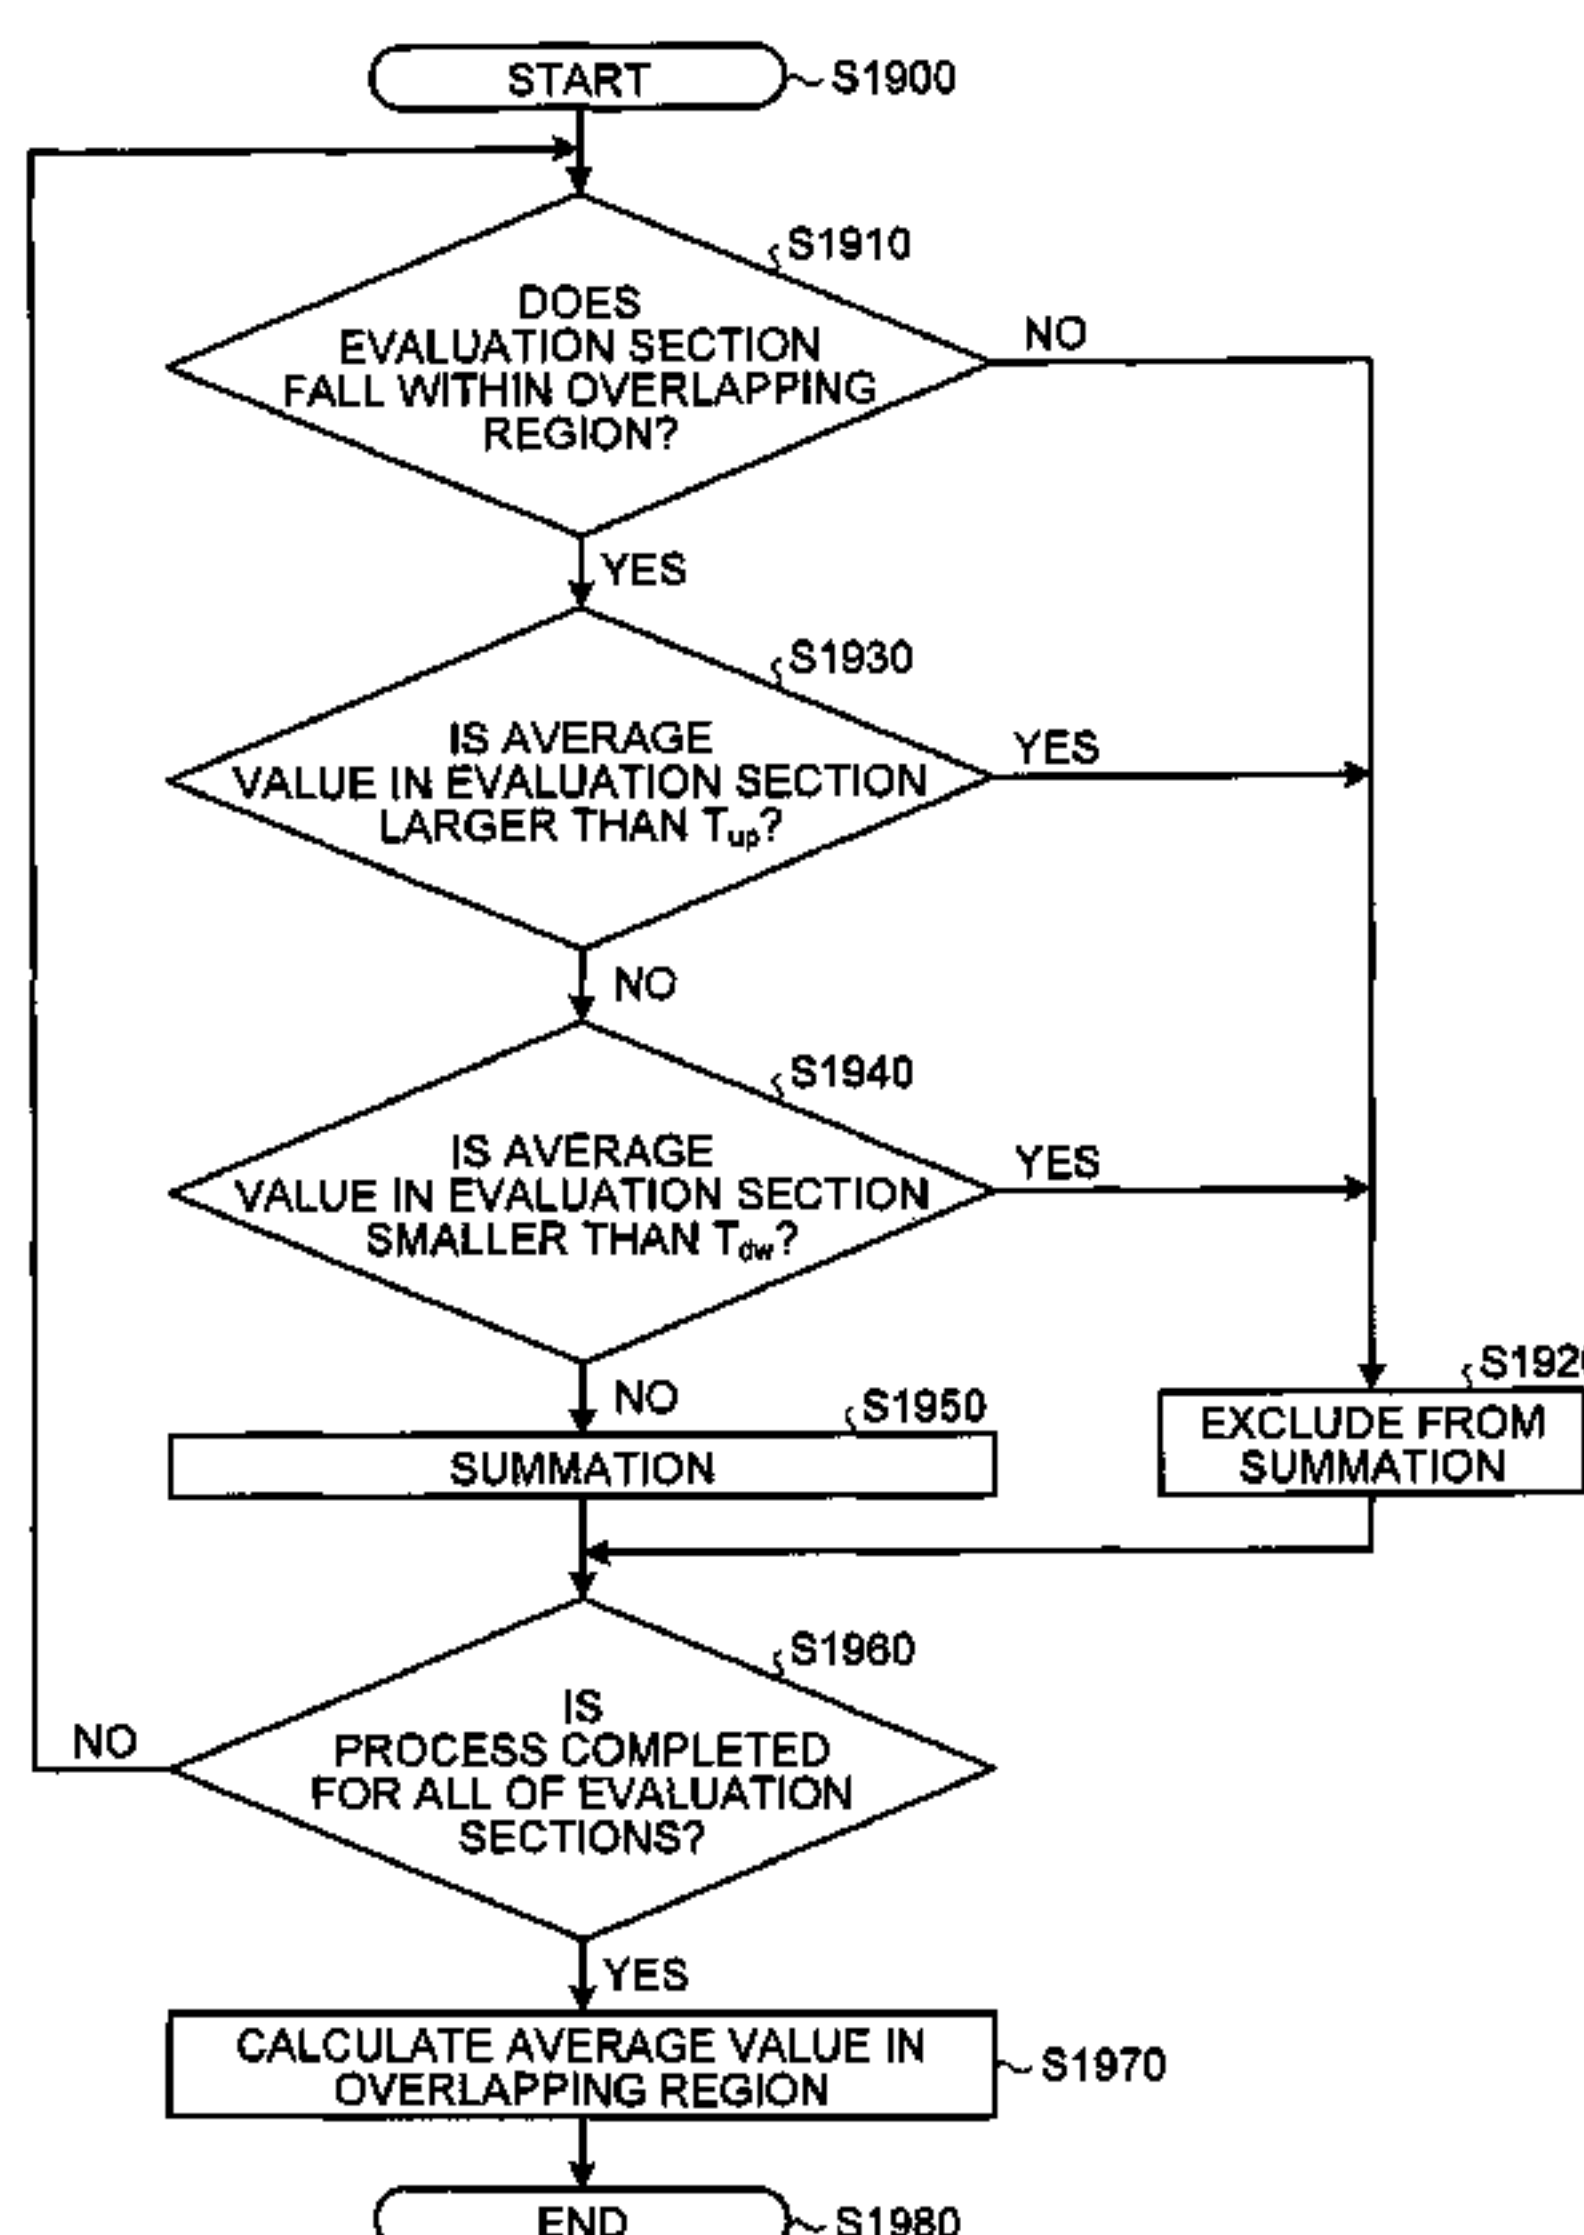 START
S1900
S1910
DOES
EVALUATION SECTION
FALL WITHIN OVERLAPPING
REGION?
NO
YES
S1930
IS AVERAGE
VALUE IN EVALUATION SECTION
LARGER THAN Tup?
YES
NO
S1940
IS AVERAGE
VALUE IN EVALUATION SECTION
SMALLER THAN Tdw?
YES
NO
S1950
SUMMATION
S1920
EXCLUDE FROM
SUMMATION
S1960
IS
PROCESS COMPLETED
FOR ALL OF EVALUATION
SECTIONS?
NO
YES
CALCULATE AVERAGE VALUE IN
OVERLAPPING REGION
S1970
END
S1980